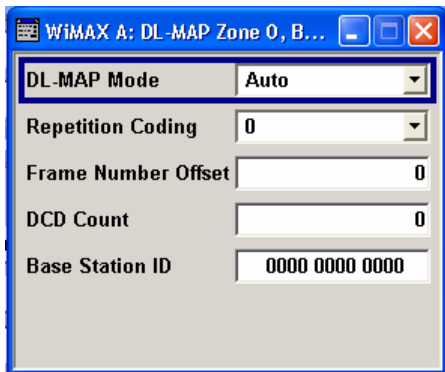 WiMAX A: DL-MAP Zone 0, B...
DL-MAP Mode Auto
Repetition Coding 0
Frame Number Offset 0
DCD Count 0
Base Station ID 0000 0000 0000